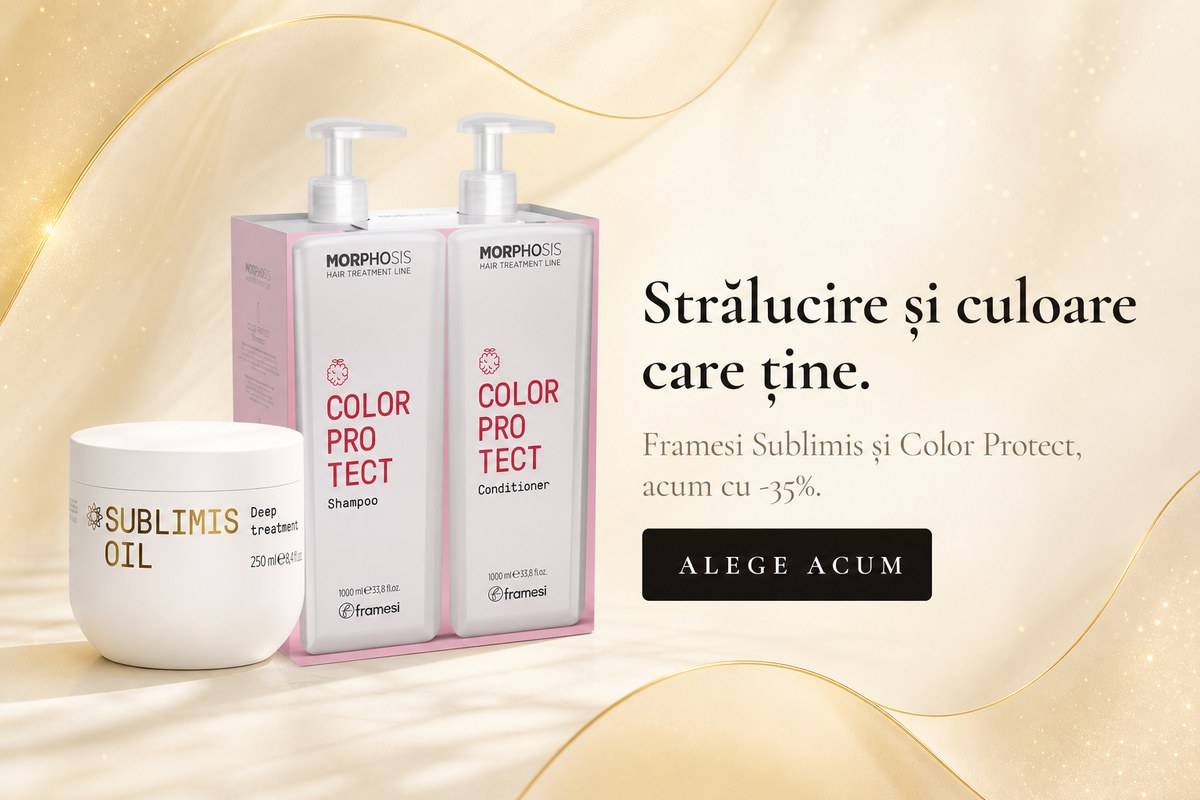 MORPHOSIS
HAIR TREATMENT LINE
COLOR
PRO
TECT
Shampoo
1000 ml ℮ 33,8 fl.oz.
framesi
MORPHOSIS
HAIR TREATMENT LINE
COLOR
PRO
TECT
Conditioner
1000 ml ℮ 33,8 fl.oz.
framesi
MORPHOSIS
SUBLIMIS
OIL
Deep
treatment
250 ml ℮ 8,4 fl.oz.
Strălucire și culoare
care ține.
Framesi Sublimis și Color Protect,
acum cu -35%.
ALEGE ACUM